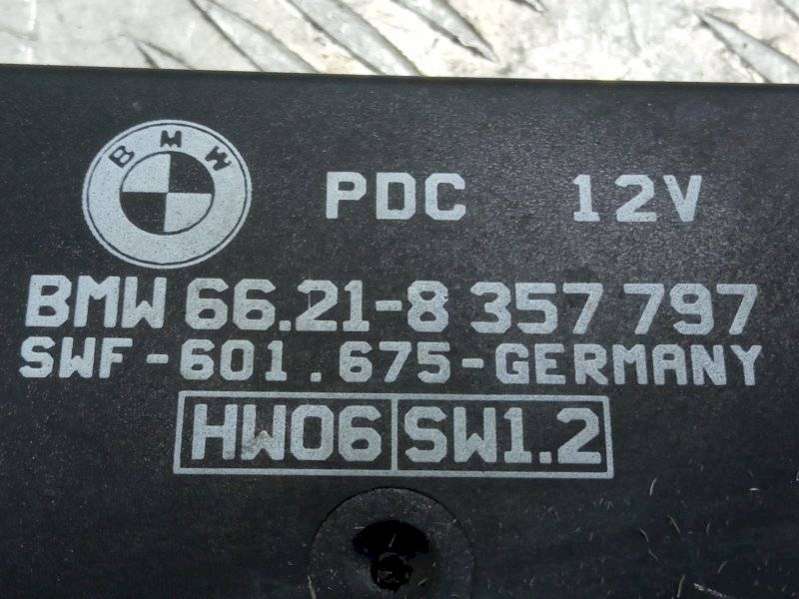 BMW
PDC 12V
BMW 66.21-8 357 797
SWF-601.675-GERMANY
HW06 SW1.2